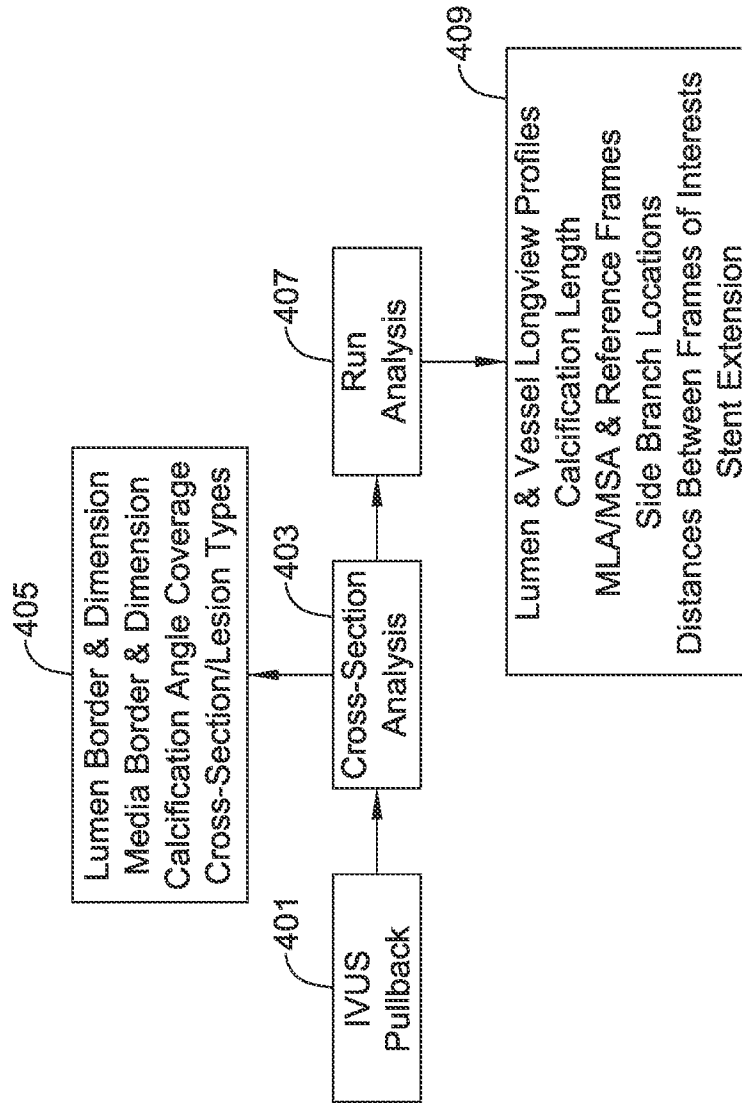 405
Lumen Border & Dimension
Media Border & Dimension
Calcification Angle Coverage
Cross-Section/Lesion Types
401
IVUS
Pullback
403
Cross-Section
Analysis
407
Run
Analysis
409
Lumen & Vessel Longview Profiles
Calcification Length
MLA/MSA & Reference Frames
Side Branch Locations
Distances Between Frames of Interests
Stent Extension